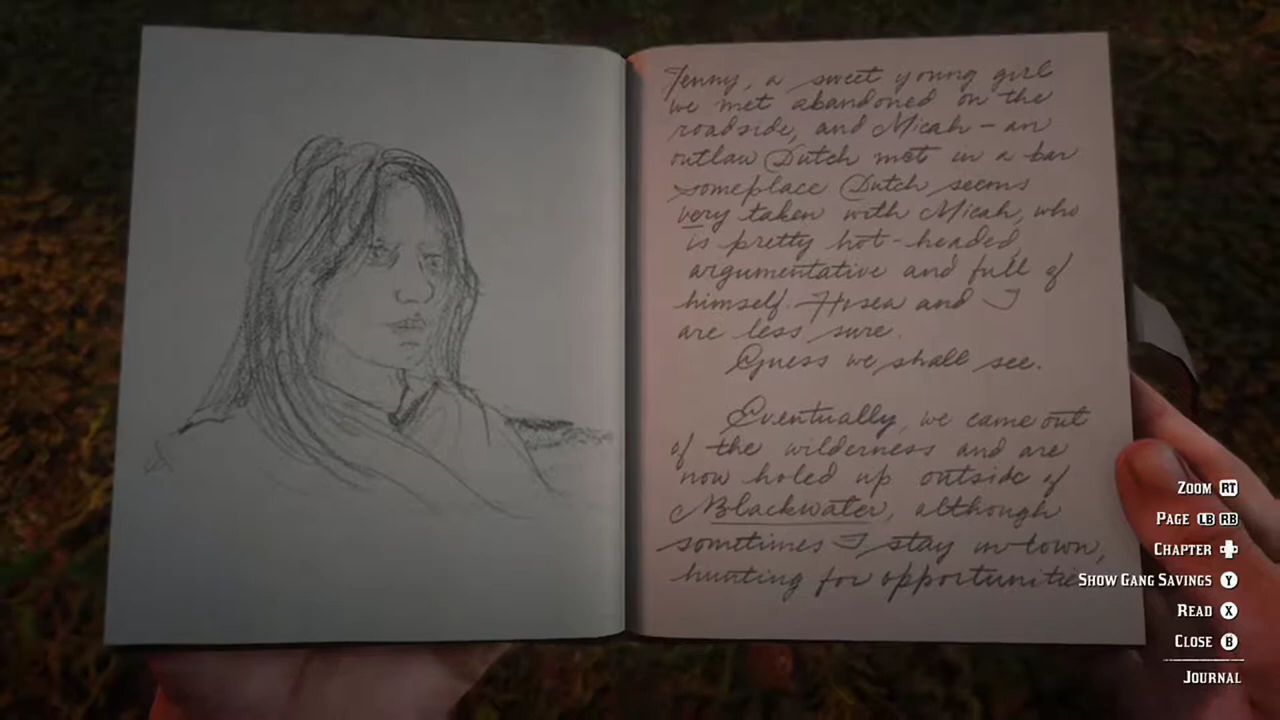 Jenny, a sweet young girl
we met abandoned on the
roadside, and Micah – an
outlaw Dutch met in a bar
someplace Dutch seems
very taken with Micah, who
is pretty hot-headed,
argumentative and full of
himself. Hosea and I
are less sure.
Guess we shall see.
Eventually, we came out
of the wilderness and are
now holed up outside of
Blackwater, although
sometimes I stay in town,
hunting for opportunities
ZOOM RT
PAGE LB RB
CHAPTER
SHOW GANG SAVINGS Y
READ X
CLOSE B
JOURNAL